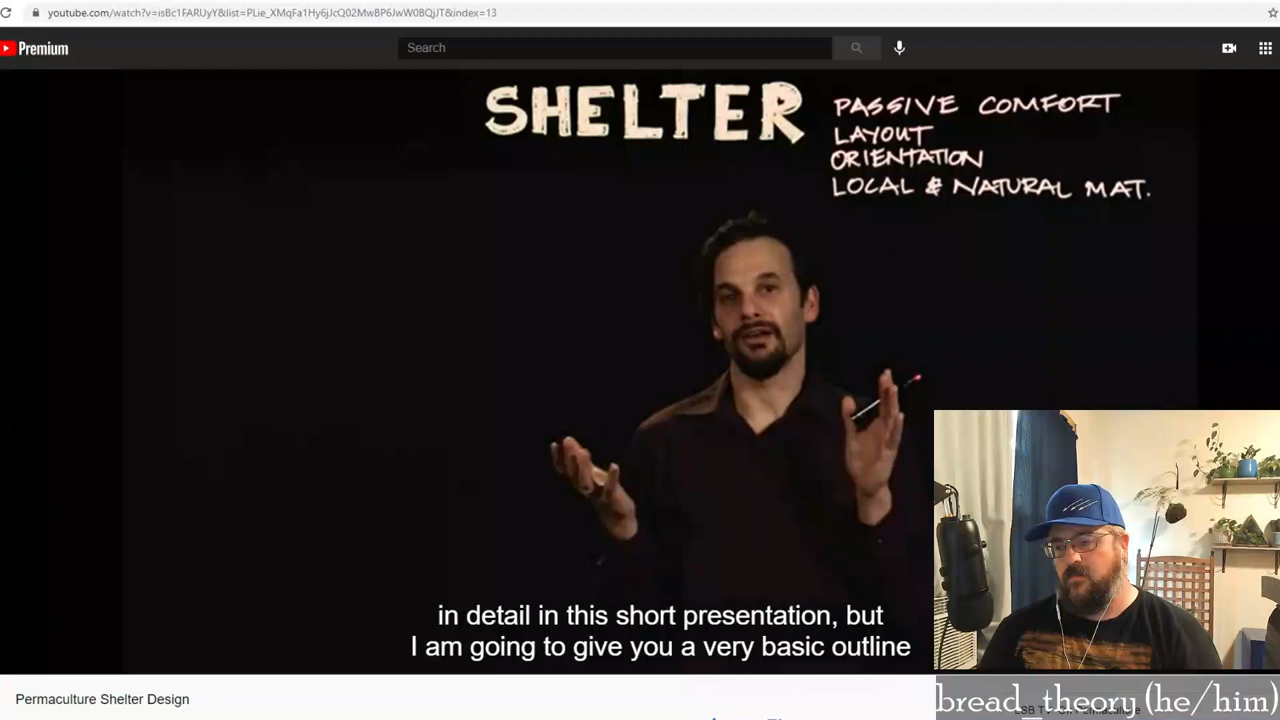 youtube.com/watch?v=isBc1FARUyY&list=PLie_XMqFa1Hy6jJcQ02MwBP6JwW0BQJT&index=13
Premium
Search
SHELTER
PASSIVE COMFORT
LAYOUT
ORIENTATION
LOCAL & NATURAL MAT.
in detail in this short presentation, but
I am going to give you a very basic outline
Permaculture Shelter Design
bread_theory (he/him)